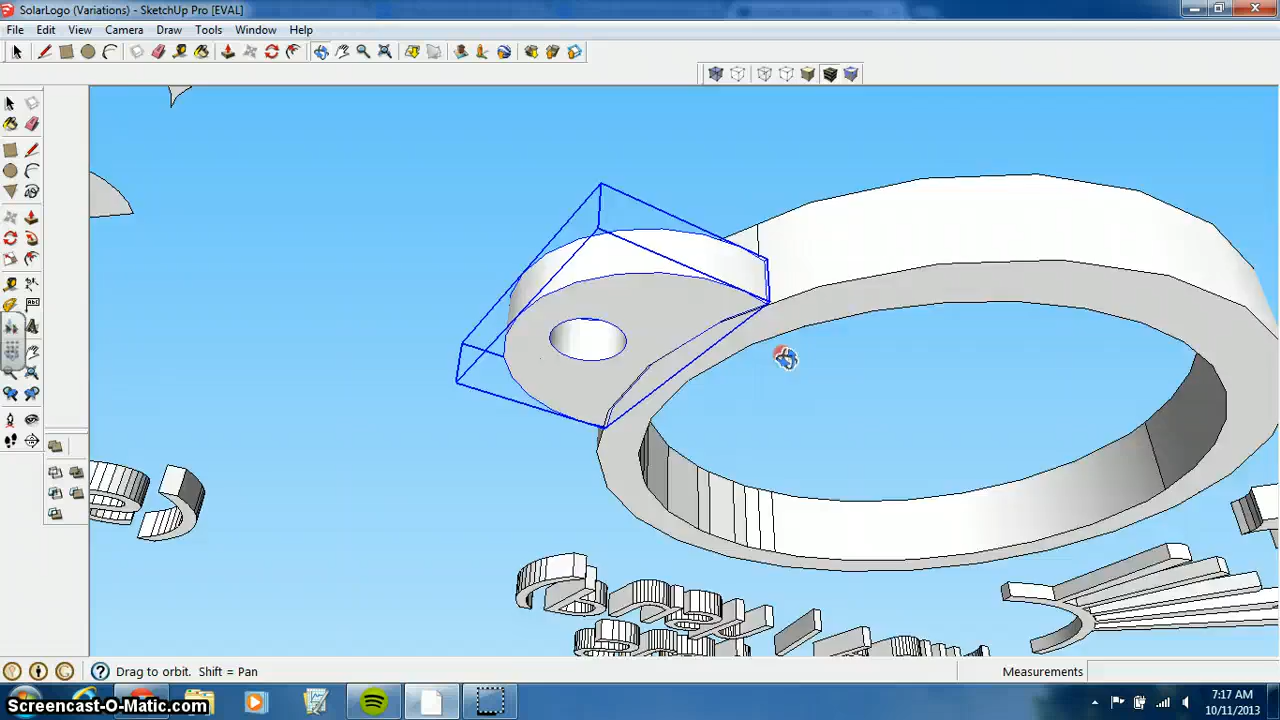 SolarLogo (Variations) - SketchUp Pro [EVAL]
File Edit View Camera Draw Tools Window Help
ABC
Drag to orbit. Shift = Pan
Measurements
7:17 AM
10/11/2013
Screencast-O-Matic.com